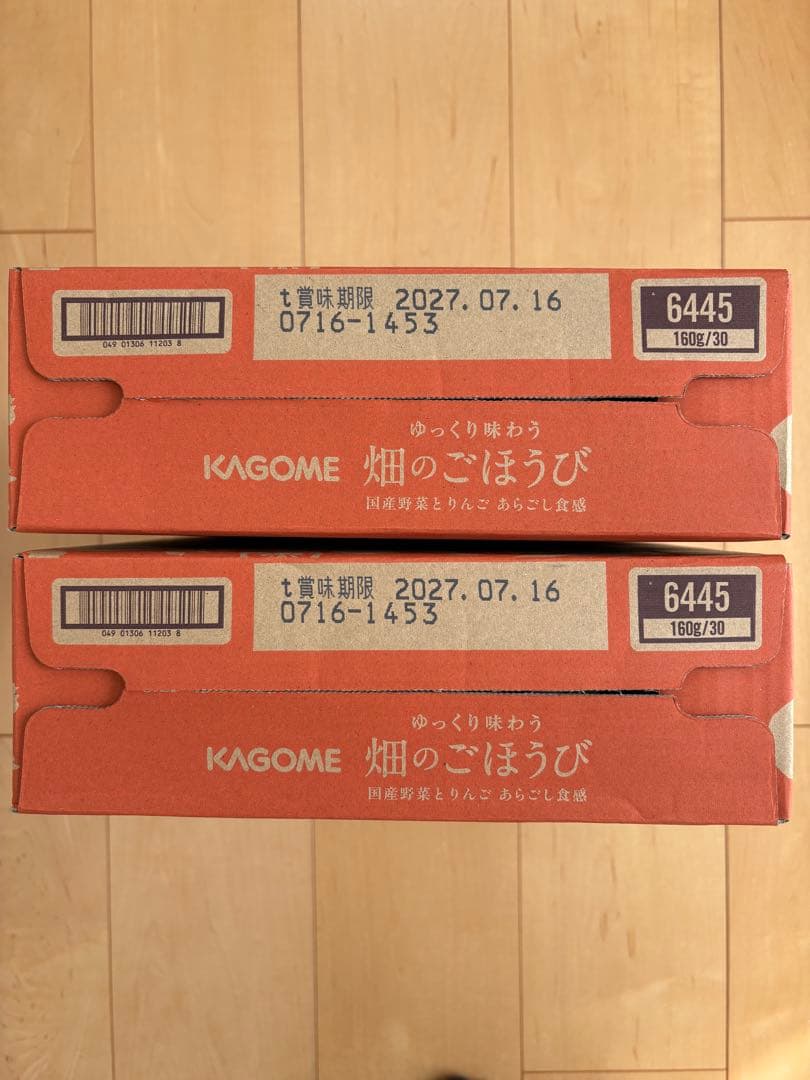 049 01306 11203 8
t賞味期限 2027.07.16
0716-1453
6445
160g/30
ゆっくり味わう
KAGOME 畑のごほうび
国産野菜とりんご あらごし食感
049 01306 11203 8
t賞味期限 2027.07.16
0716-1453
6445
160g/30
ゆっくり味わう
KAGOME 畑のごほうび
国産野菜とりんご あらごし食感